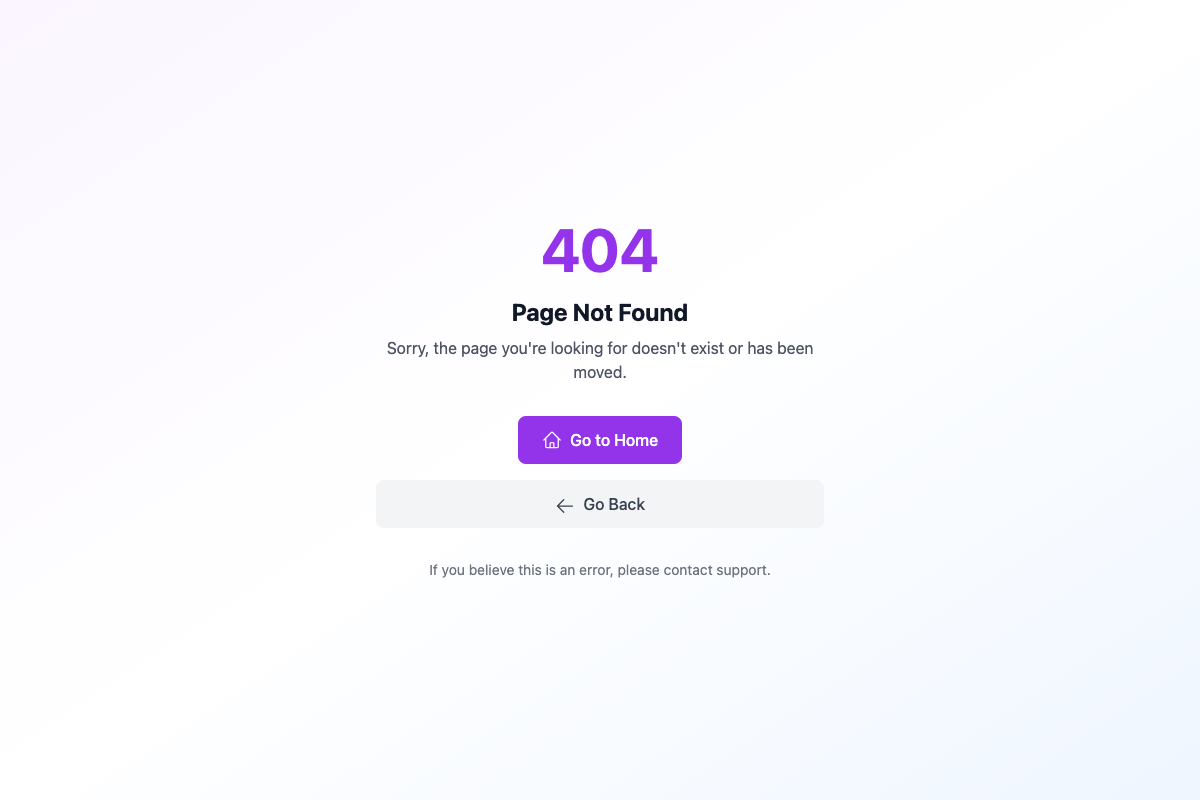 404
Page Not Found
Sorry, the page you're looking for doesn't exist or has been
moved.
Go to Home
Go Back
If you believe this is an error, please contact support.